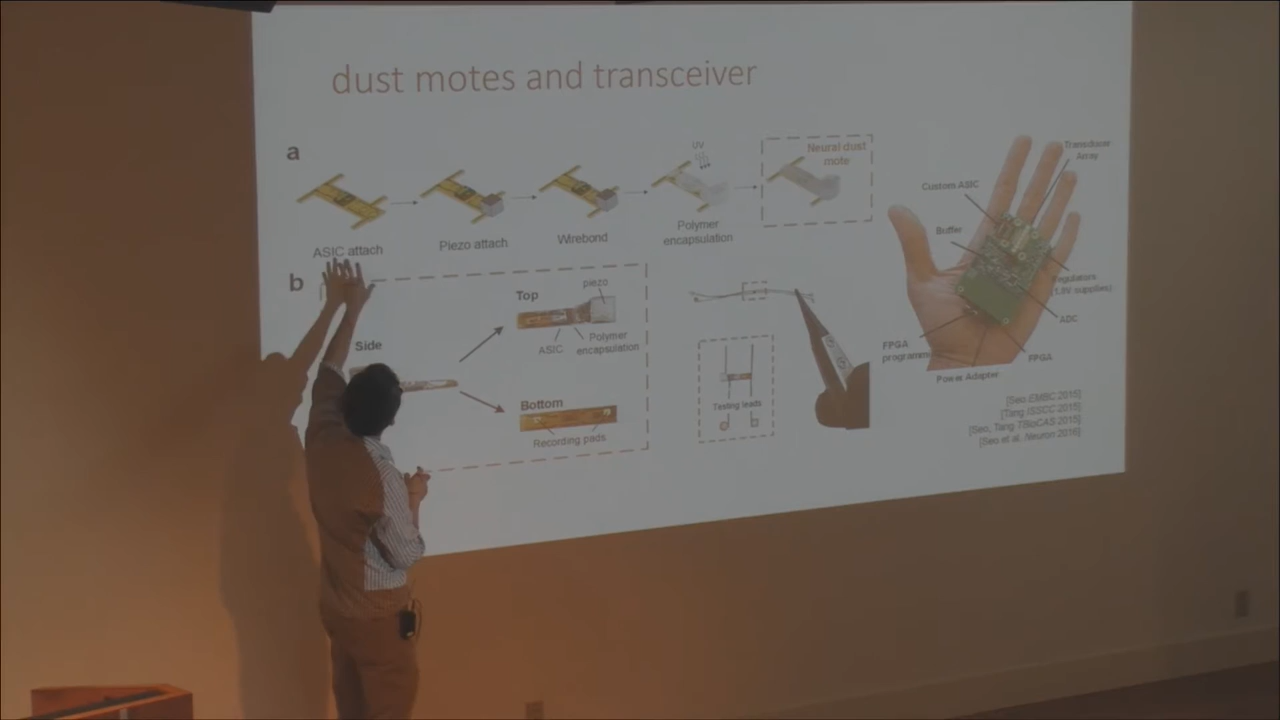 dust motes and transceiver
a
ASIC attach
Piezo attach
Wirebond
UV
Polymer
encapsulation
Neural dust
mote
b
Side
Top
piezo
ASIC
Polymer
encapsulation
Bottom
Recording pads
Testing leads
Transducer
Array
Custom ASIC
Buffer
Regulators
(1.8V supplies)
ADC
FPGA
FPGA
programm
Power Adapter
[Seo EMBC 2015]
[Tang ISSCC 2015]
[Seo, Tang TBioCAS 2015]
[Seo et al. Neuron 2016]